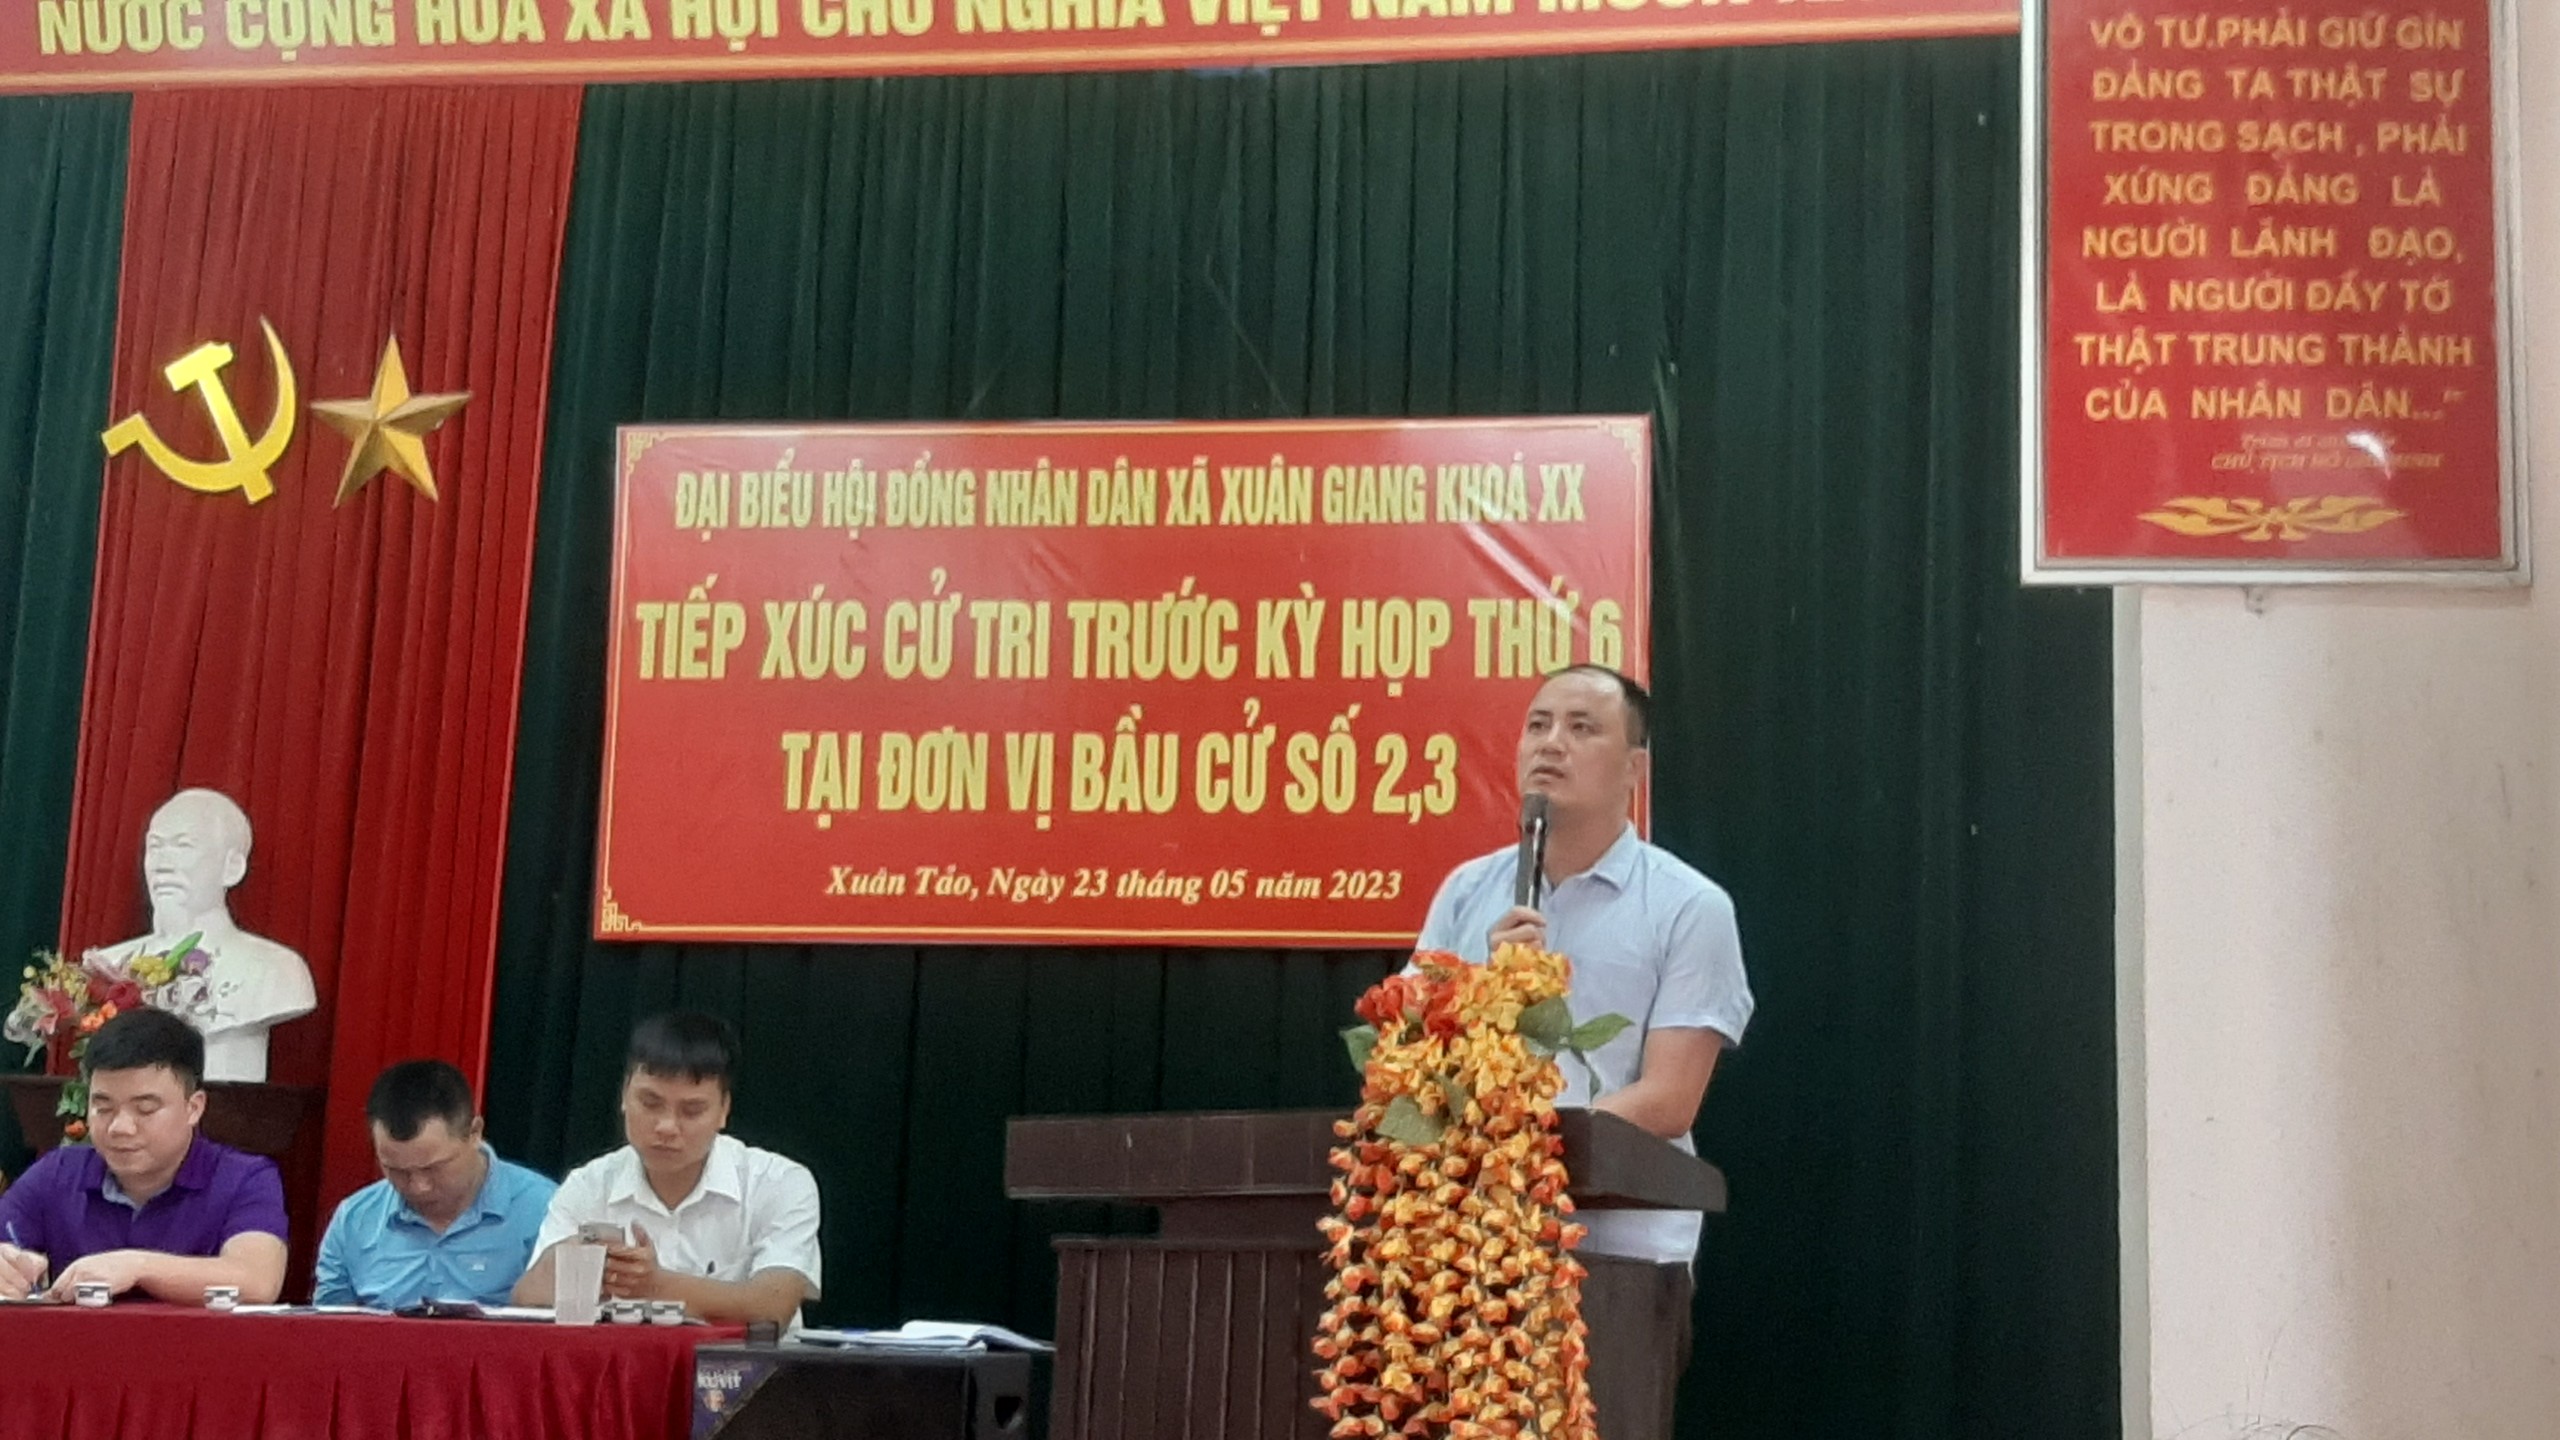 NƯỚC CỘNG HÒA XÃ HỘI CHỦ NGHĨA VIỆT NAM MUÔN
VÔ TƯ.PHẢI GIỮ GÌN
ĐẢNG TA THẬT SỰ
TRONG SẠCH , PHẢI
XỨNG ĐÁNG LÀ
NGƯỜI LÃNH ĐẠO,
LÀ NGƯỜI ĐẦY TỚ
THẬT TRUNG THÀNH
CỦA NHÂN DÂN..."
CHỦ TỊCH HỒ CHÍ MINH
ĐẠI BIỂU HỘI ĐỒNG NHÂN DÂN XÃ XUÂN GIANG KHOÁ XX
TIẾP XÚC CỬ TRI TRƯỚC KỲ HỌP THỨ 6
TẠI ĐƠN VỊ BẦU CỬ SỐ 2,3
Xuân Tảo, Ngày 23 tháng 05 năm 2023